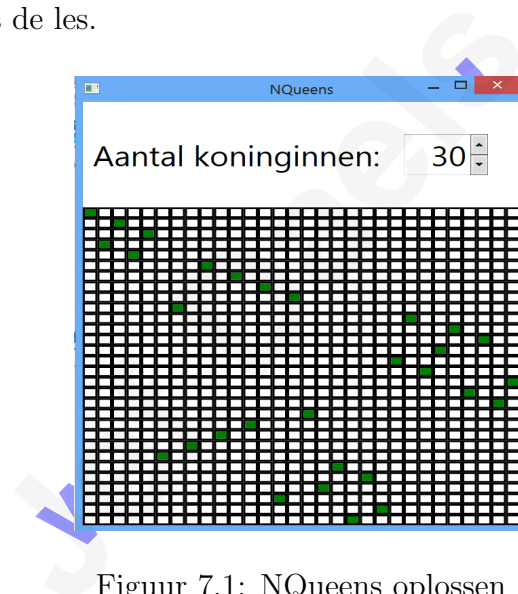 de les.
NQueens
Aantal koninginnen:
30
Figuur 7.1: NQueens oplossen